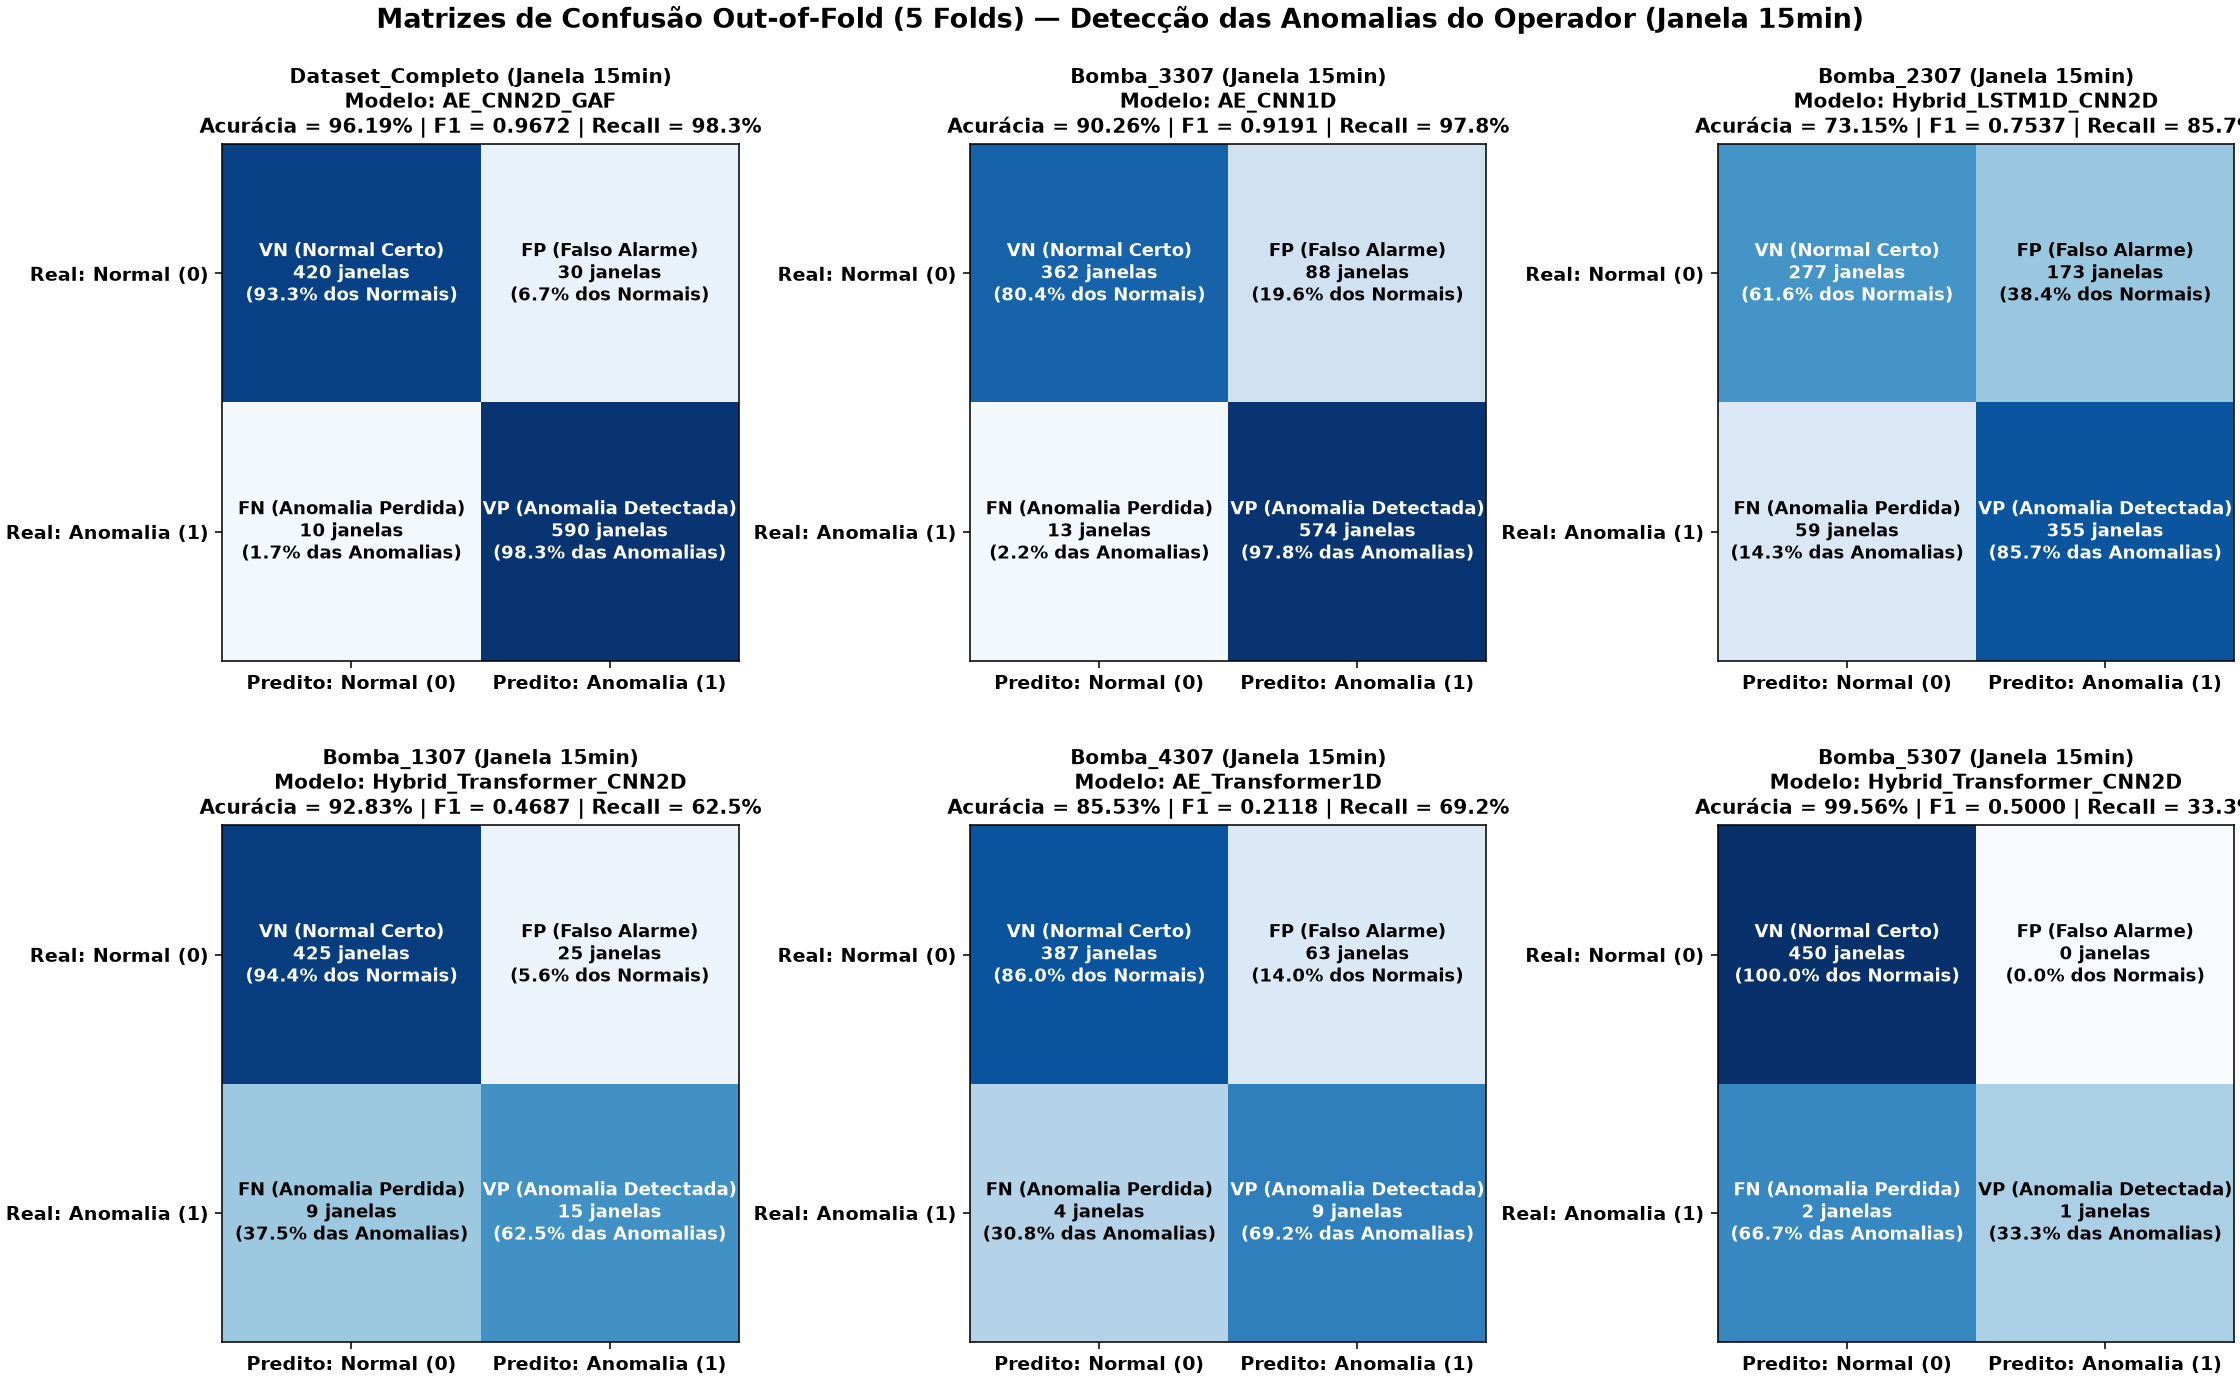 Matrizes de Confusão Out-of-Fold (5 Folds) — Detecção das Anomalias do Operador (Janela 15min)
Dataset_Completo (Janela 15min)
Modelo: AE_CNN2D_GAF
Acurácia = 96.19% | F1 = 0.9672 | Recall = 98.3%
Real: Normal (0)
VN (Normal Certo)
420 janelas
(93.3% dos Normais)
FP (Falso Alarme)
30 janelas
(6.7% dos Normais)
Real: Anomalia (1)
FN (Anomalia Perdida)
10 janelas
(1.7% das Anomalias)
VP (Anomalia Detectada)
590 janelas
(98.3% das Anomalias)
Predito: Normal (0)
Predito: Anomalia (1)
Bomba_3307 (Janela 15min)
Modelo: AE_CNN1D
Acurácia = 90.26% | F1 = 0.9191 | Recall = 97.8%
Real: Normal (0)
VN (Normal Certo)
362 janelas
(80.4% dos Normais)
FP (Falso Alarme)
88 janelas
(19.6% dos Normais)
Real: Anomalia (1)
FN (Anomalia Perdida)
13 janelas
(2.2% das Anomalias)
VP (Anomalia Detectada)
574 janelas
(97.8% das Anomalias)
Predito: Normal (0)
Predito: Anomalia (1)
Bomba_2307 (Janela 15min)
Modelo: Hybrid_LSTM1D_CNN2D
Acurácia = 73.15% | F1 = 0.7537 | Recall = 85.7%
Real: Normal (0)
VN (Normal Certo)
277 janelas
(61.6% dos Normais)
FP (Falso Alarme)
173 janelas
(38.4% dos Normais)
Real: Anomalia (1)
FN (Anomalia Perdida)
59 janelas
(14.3% das Anomalias)
VP (Anomalia Detectada)
355 janelas
(85.7% das Anomalias)
Predito: Normal (0)
Predito: Anomalia (1)
Bomba_1307 (Janela 15min)
Modelo: Hybrid_Transformer_CNN2D
Acurácia = 92.83% | F1 = 0.4687 | Recall = 62.5%
Real: Normal (0)
VN (Normal Certo)
425 janelas
(94.4% dos Normais)
FP (Falso Alarme)
25 janelas
(5.6% dos Normais)
Real: Anomalia (1)
FN (Anomalia Perdida)
9 janelas
(37.5% das Anomalias)
VP (Anomalia Detectada)
15 janelas
(62.5% das Anomalias)
Predito: Normal (0)
Predito: Anomalia (1)
Bomba_4307 (Janela 15min)
Modelo: AE_Transformer1D
Acurácia = 85.53% | F1 = 0.2118 | Recall = 69.2%
Real: Normal (0)
VN (Normal Certo)
387 janelas
(86.0% dos Normais)
FP (Falso Alarme)
63 janelas
(14.0% dos Normais)
Real: Anomalia (1)
FN (Anomalia Perdida)
4 janelas
(30.8% das Anomalias)
VP (Anomalia Detectada)
9 janelas
(69.2% das Anomalias)
Predito: Normal (0)
Predito: Anomalia (1)
Bomba_5307 (Janela 15min)
Modelo: Hybrid_Transformer_CNN2D
Acurácia = 99.56% | F1 = 0.5000 | Recall = 33.3%
Real: Normal (0)
VN (Normal Certo)
450 janelas
(100.0% dos Normais)
FP (Falso Alarme)
0 janelas
(0.0% dos Normais)
Real: Anomalia (1)
FN (Anomalia Perdida)
2 janelas
(66.7% das Anomalias)
VP (Anomalia Detectada)
1 janelas
(33.3% das Anomalias)
Predito: Normal (0)
Predito: Anomalia (1)